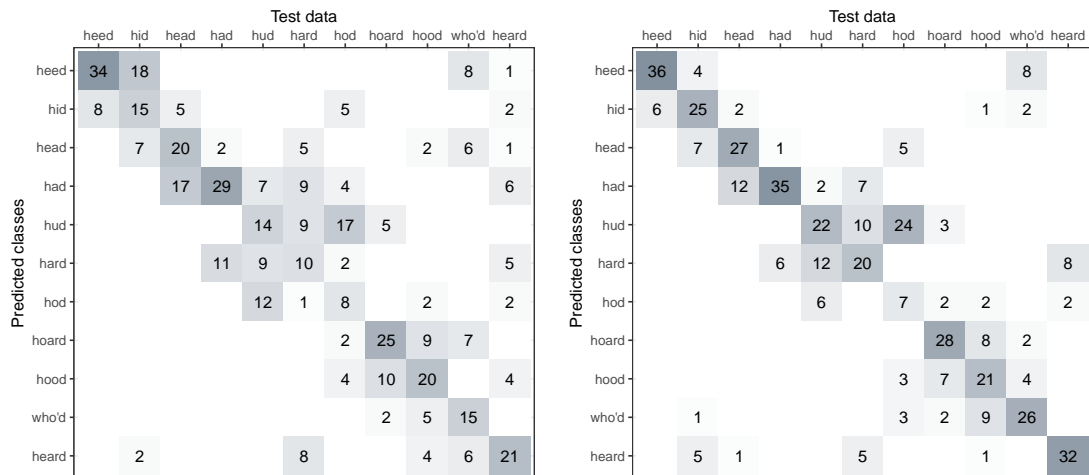 Test data
heed hid head had hud hard hod hoard hood who'd heard
heed 34 18 8 1
hid 8 15 5 5 2
head 7 20 2 5 2 6 1
had 17 29 7 9 4 6
hud 14 9 17 5
hard 11 9 10 2 5
hod 12 1 8 2 2
hoard 2 25 9 7
hood 4 10 20 4
who'd 2 5 15
heard 2 8 4 6 21
Predicted classes
Test data
heed hid head had hud hard hod hoard hood who'd heard
heed 36 4 8
hid 6 25 2 1 2
head 7 27 1 5
had 12 35 2 7
hud 22 10 24 3
hard 6 12 20 8
hod 6 7 2 2 2
hoard 28 8 2
hood 3 7 21 4
who'd 1 3 2 9 26
heard 5 1 5 1 32
Predicted classes